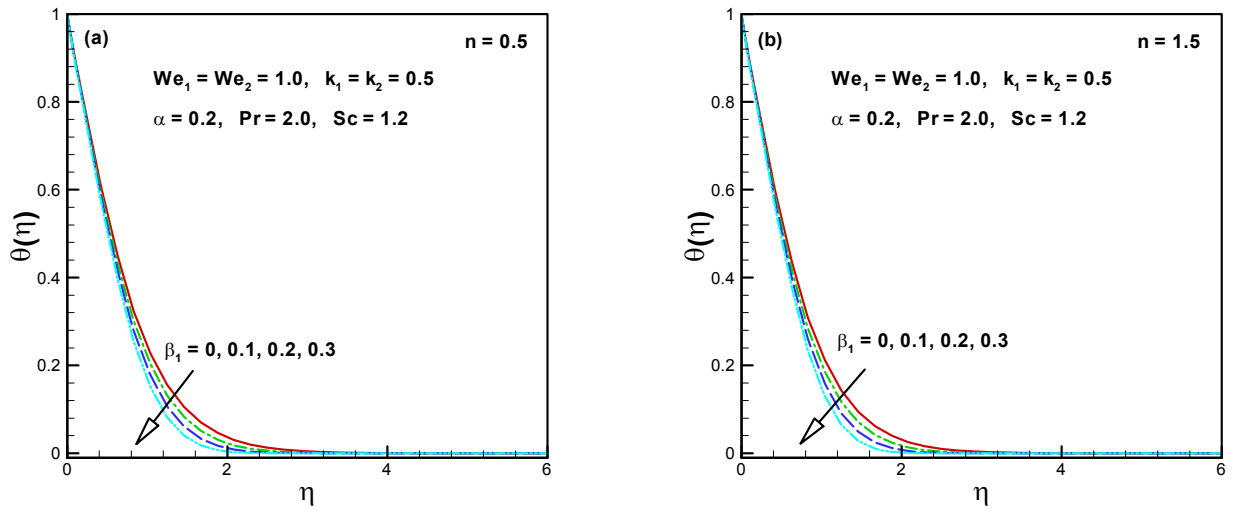 (a)
n = 0.5
We₁ = We₂ = 1.0, k₁ = k₂ = 0.5
α = 0.2, Pr = 2.0, Sc = 1.2
β₁ = 0, 0.1, 0.2, 0.3
θ(η)
1
0.8
0.6
0.4
0.2
0
0 2 4 6
η
(b)
n = 1.5
We₁ = We₂ = 1.0, k₁ = k₂ = 0.5
α = 0.2, Pr = 2.0, Sc = 1.2
β₁ = 0, 0.1, 0.2, 0.3
θ(η)
1
0.8
0.6
0.4
0.2
0
0 2 4 6
η